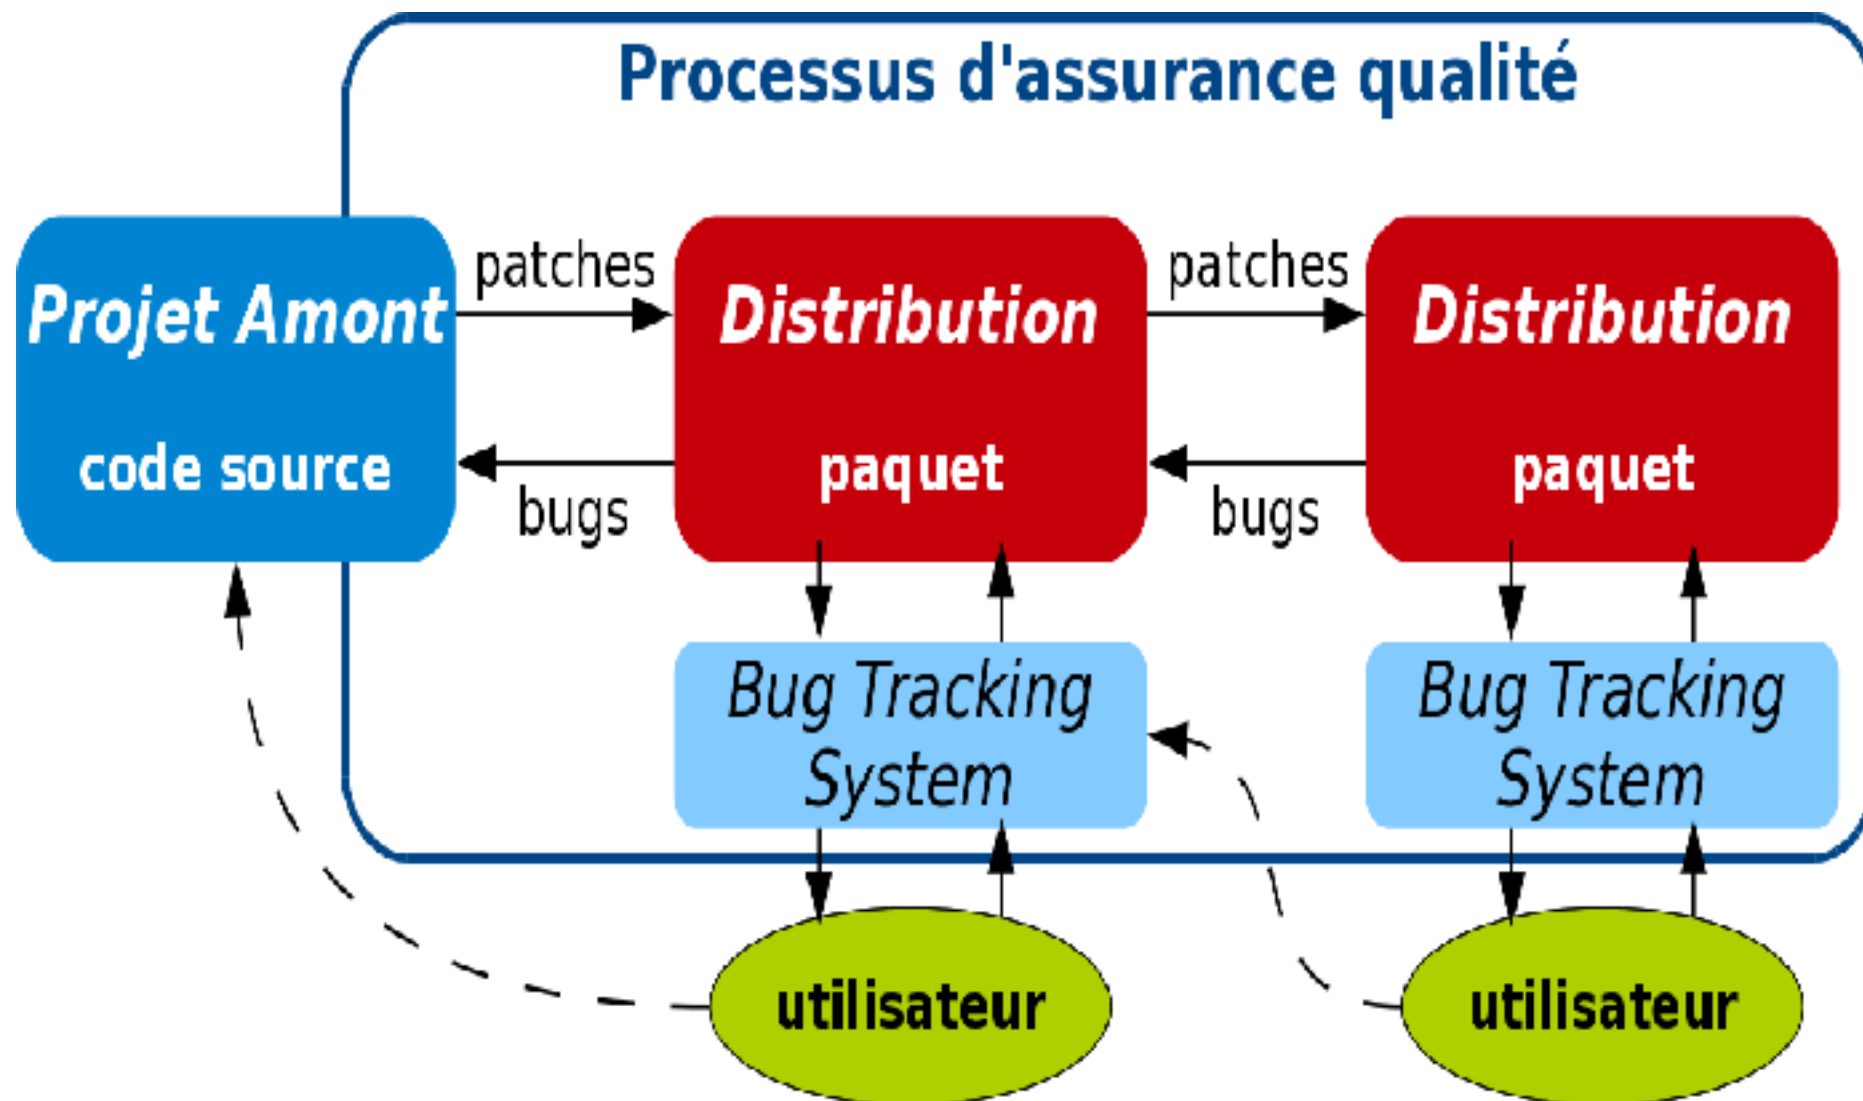 Processus d'assurance qualité
patches
patches
Projet Amont
Distribution
Distribution
code source
paquet
paquet
bugs
bugs
Bug Tracking
System
Bug Tracking
System
utilisateur
utilisateur